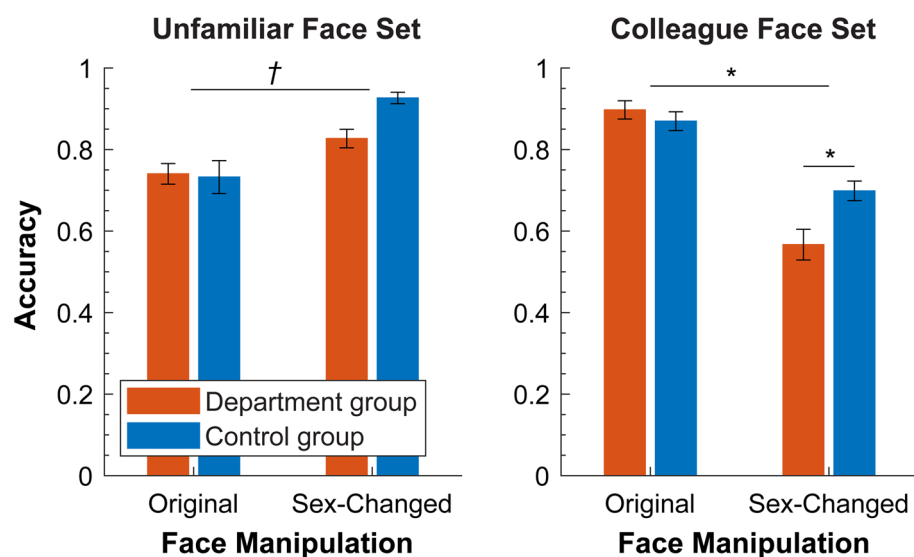 Unfamiliar Face Set
Accuracy
1
0.8
0.6
0.4
0.2
0
†
Department group
Control group
Original Sex-Changed
Face Manipulation
Colleague Face Set
1
0.8
0.6
0.4
0.2
0
*
*
Original Sex-Changed
Face Manipulation